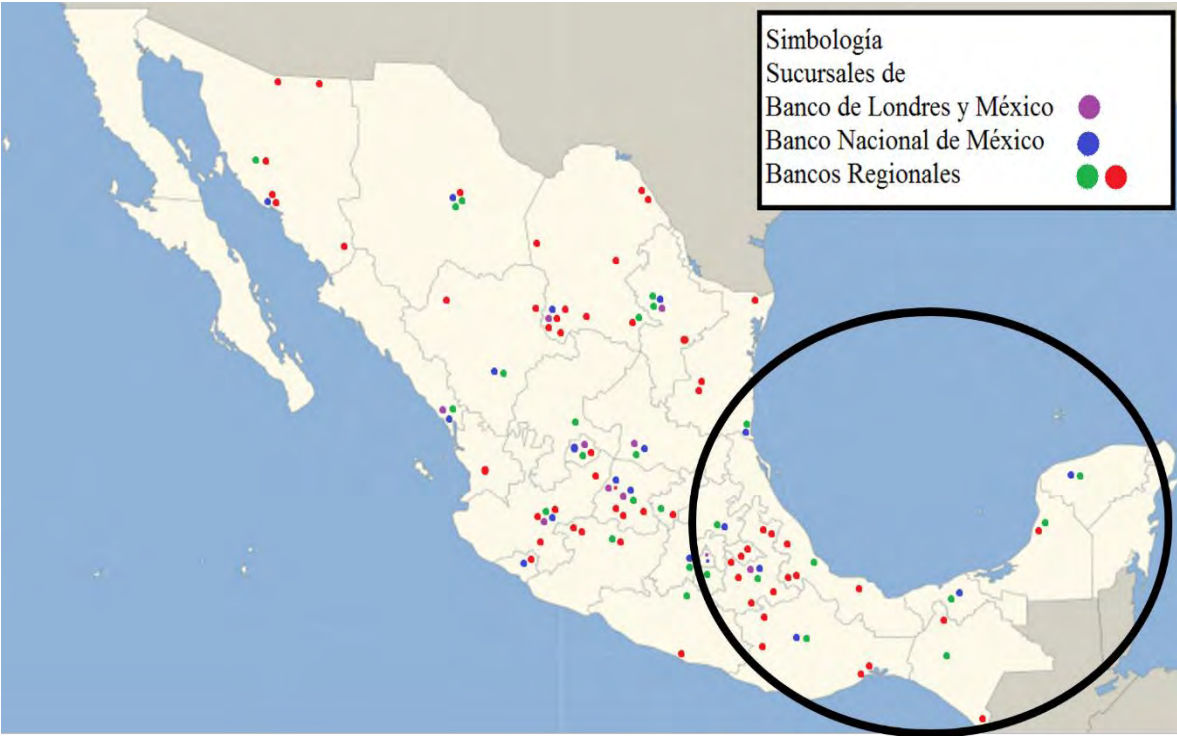 Simbología
Sucursales de
Banco de Londres y México
Banco Nacional de México
Bancos Regionales